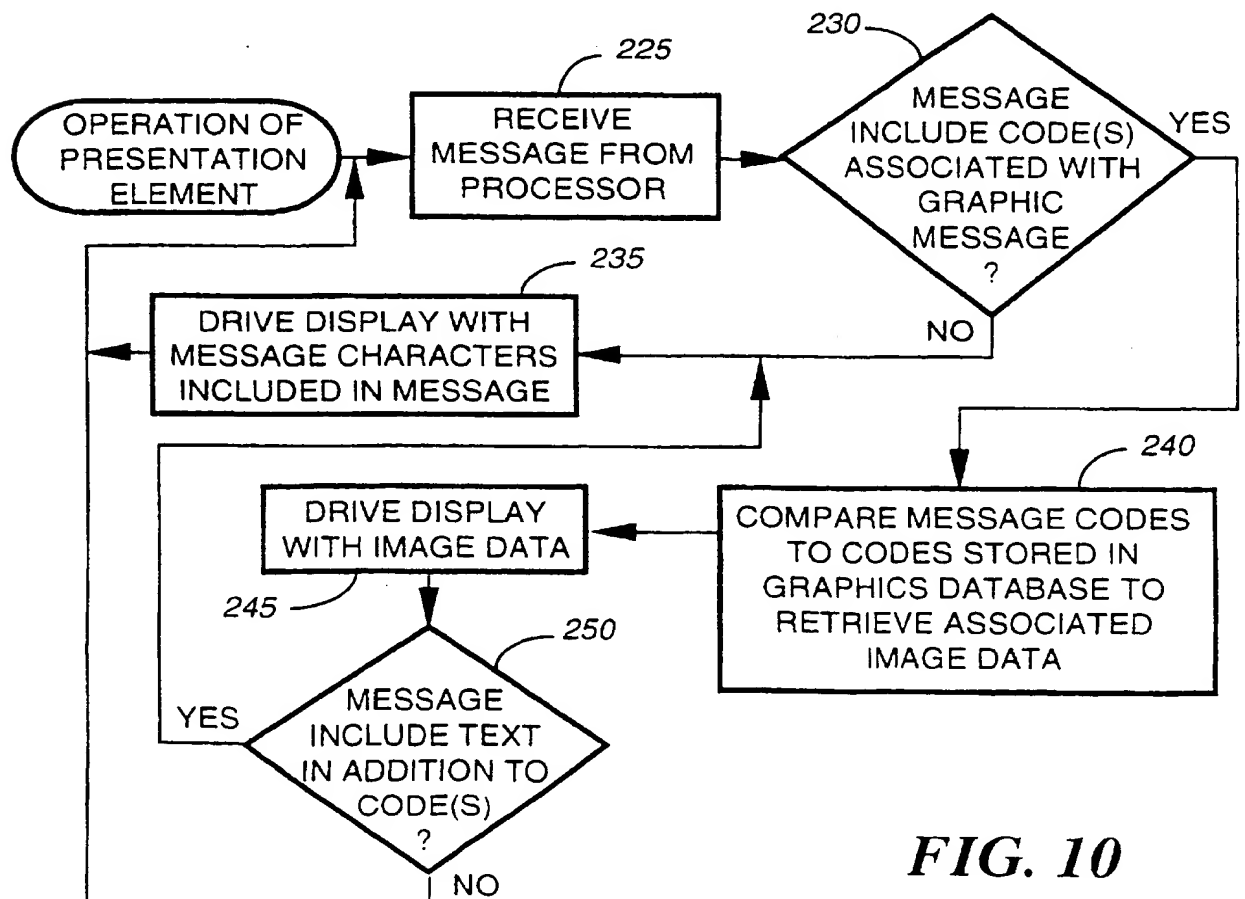 OPERATION OF
PRESENTATION
ELEMENT
225
RECEIVE
MESSAGE FROM
PROCESSOR
230
MESSAGE
INCLUDE CODE(S)
ASSOCIATED WITH
GRAPHIC
MESSAGE
?
YES
NO
235
DRIVE DISPLAY WITH
MESSAGE CHARACTERS
INCLUDED IN MESSAGE
240
COMPARE MESSAGE CODES
TO CODES STORED IN
GRAPHICS DATABASE TO
RETRIEVE ASSOCIATED
IMAGE DATA
DRIVE DISPLAY
WITH IMAGE DATA
245
250
MESSAGE
INCLUDE TEXT
IN ADDITION TO
CODE(S)
?
YES
NO
FIG. 10